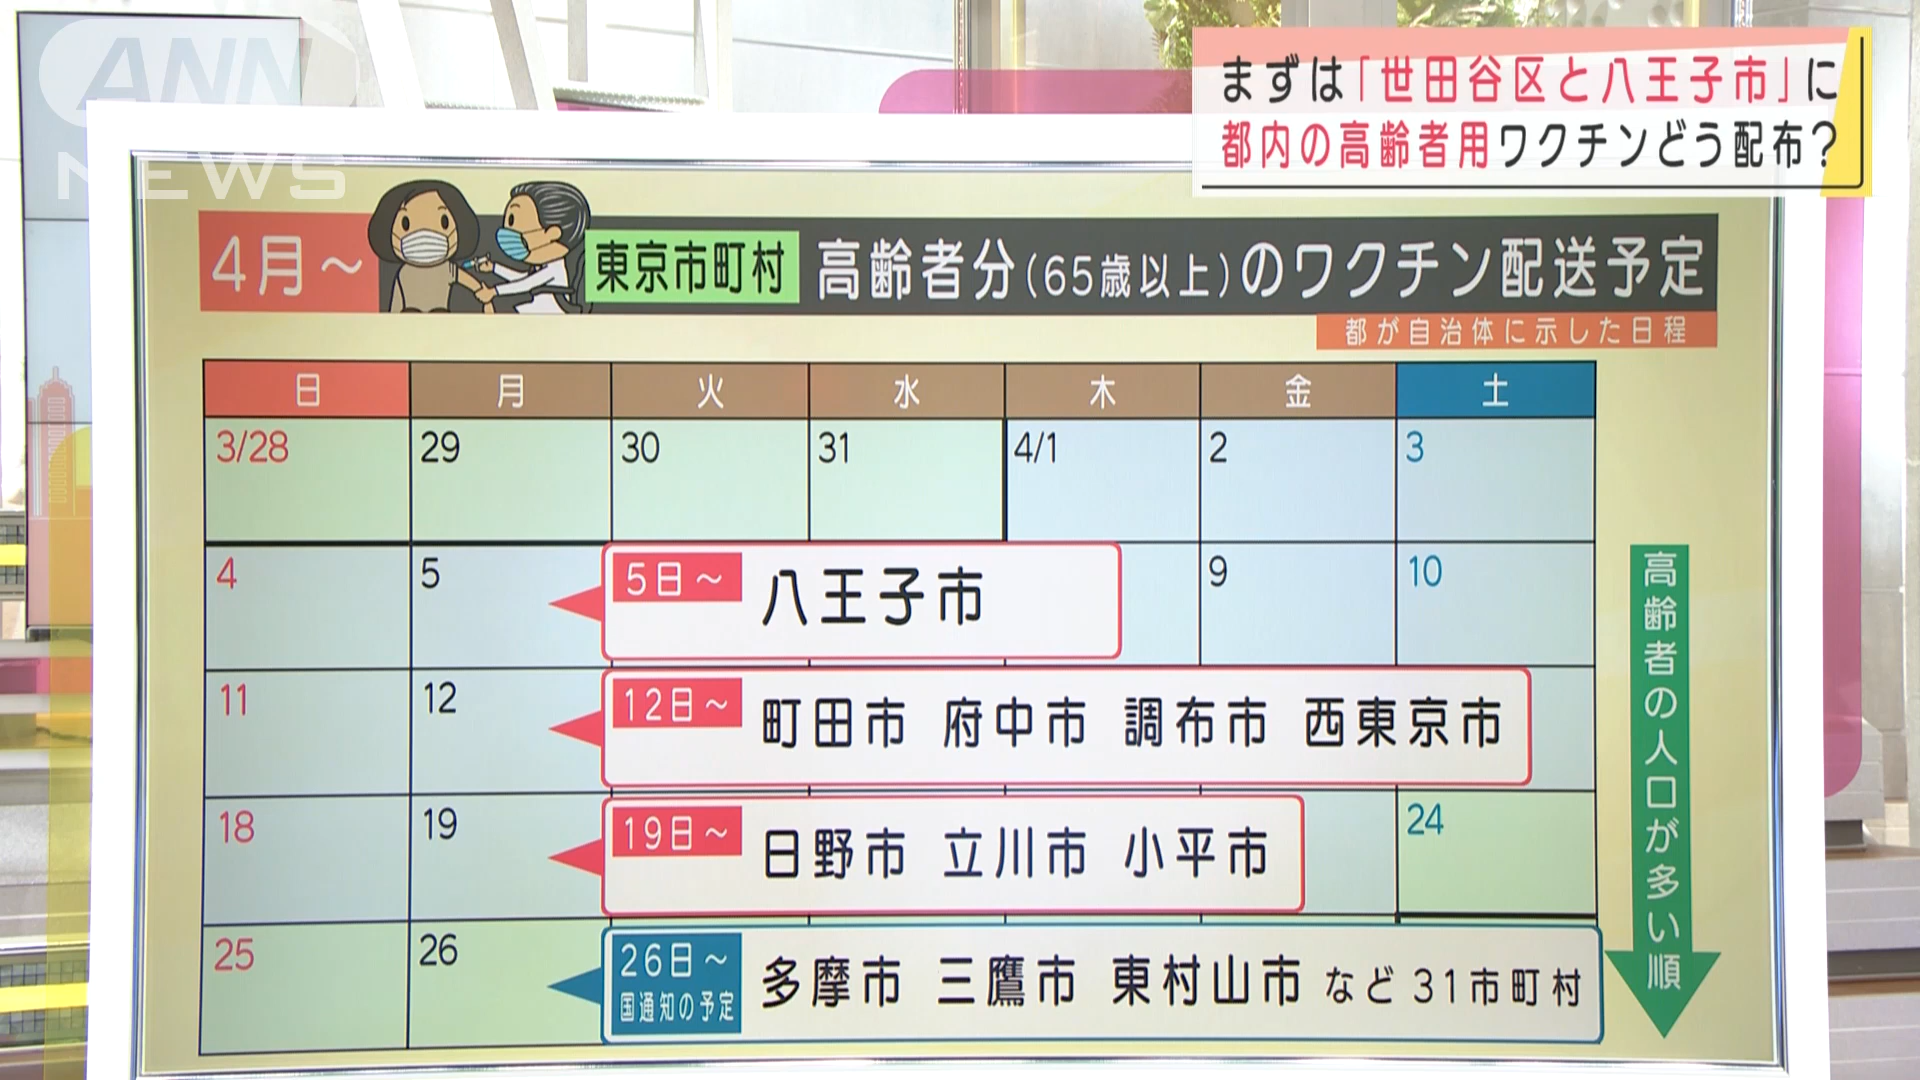 ANN
NEWS
まずは「世田谷区と八王子市」に
都内の高齢者用ワクチンどう配布?
4月～
東京市町村 高齢者分(65歳以上)のワクチン配送予定
都が自治体に示した日程
日 月 火 水 木 金 土
3/28 29 30 31 4/1 2 3
4 5 9 10
5日～ 八王子市
11 12
12日～ 町田市 府中市 調布市 西東京市
18 19 24
19日～ 日野市 立川市 小平市
25 26
26日～ 国通知の予定 多摩市 三鷹市 東村山市 など31市町村
高齢者の人口が多い順